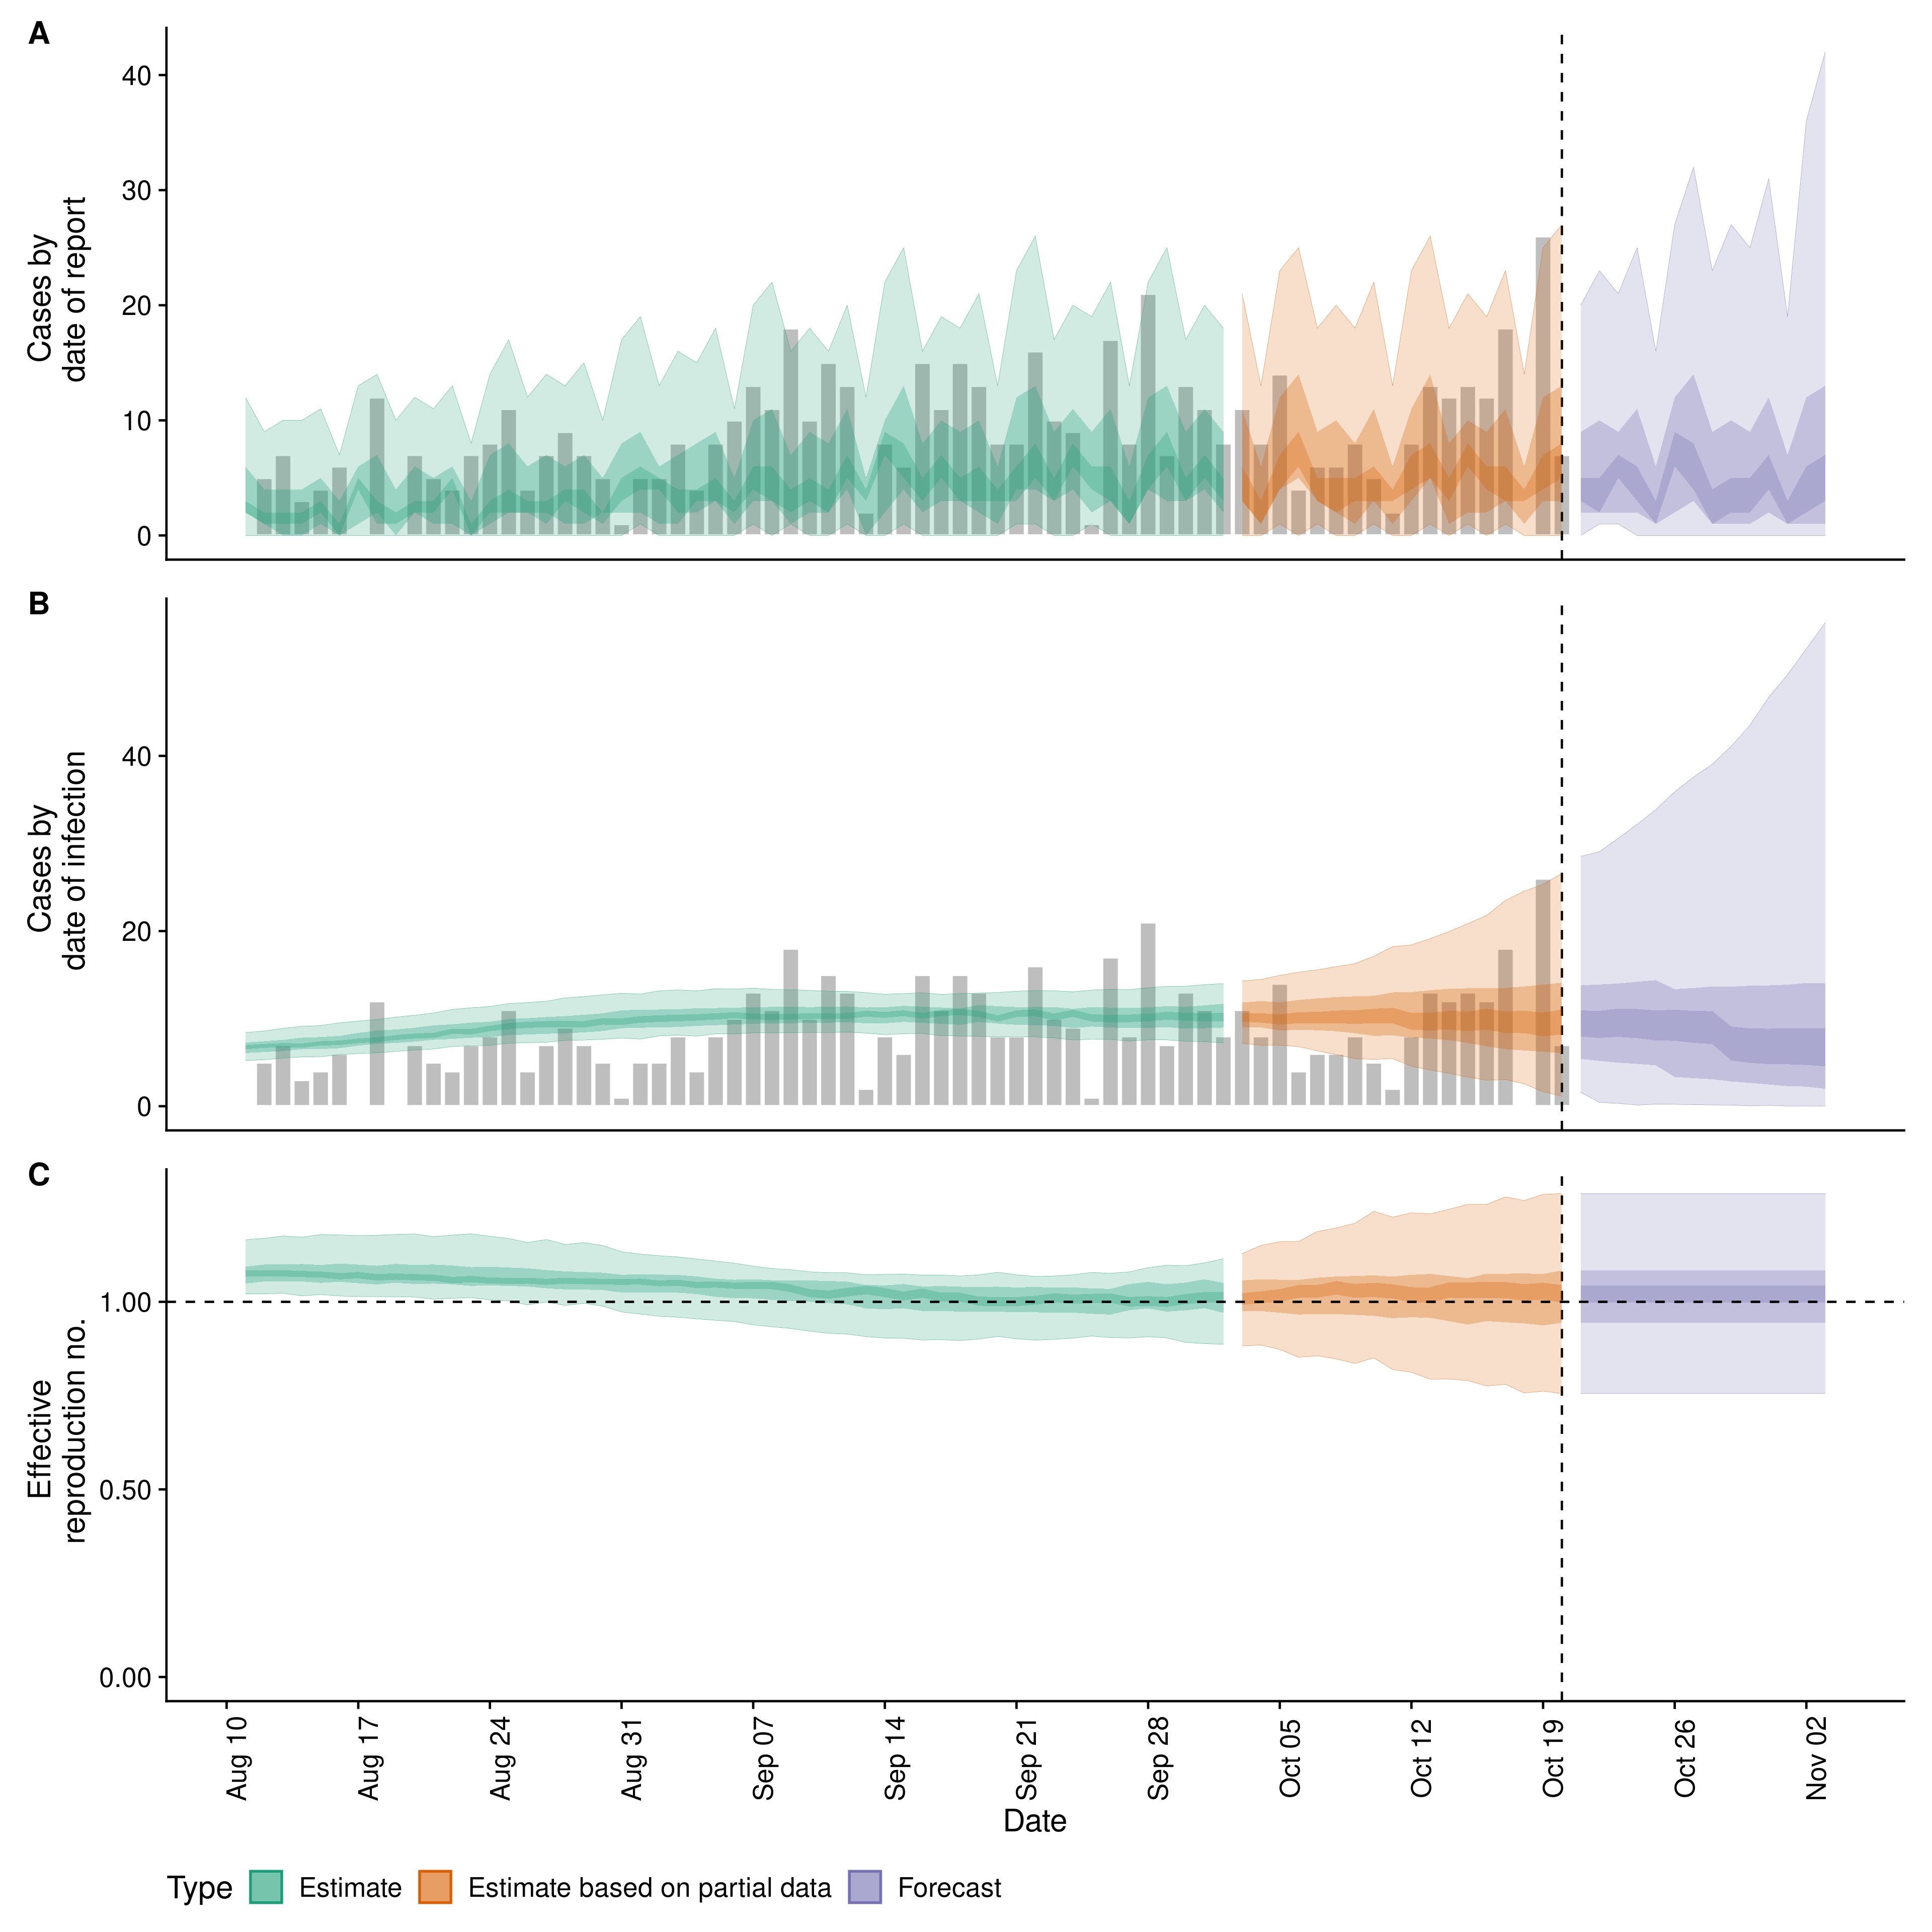 A
40
30
20
10
0
Cases by
date of report
B
40
20
0
Cases by
date of infection
C
1.00
0.50
0.00
Effective
reproduction no.
Aug 10
Aug 17
Aug 24
Aug 31
Sep 07
Sep 14
Sep 21
Sep 28
Oct 05
Oct 12
Oct 19
Oct 26
Nov 02
Date
Type Estimate Estimate based on partial data Forecast